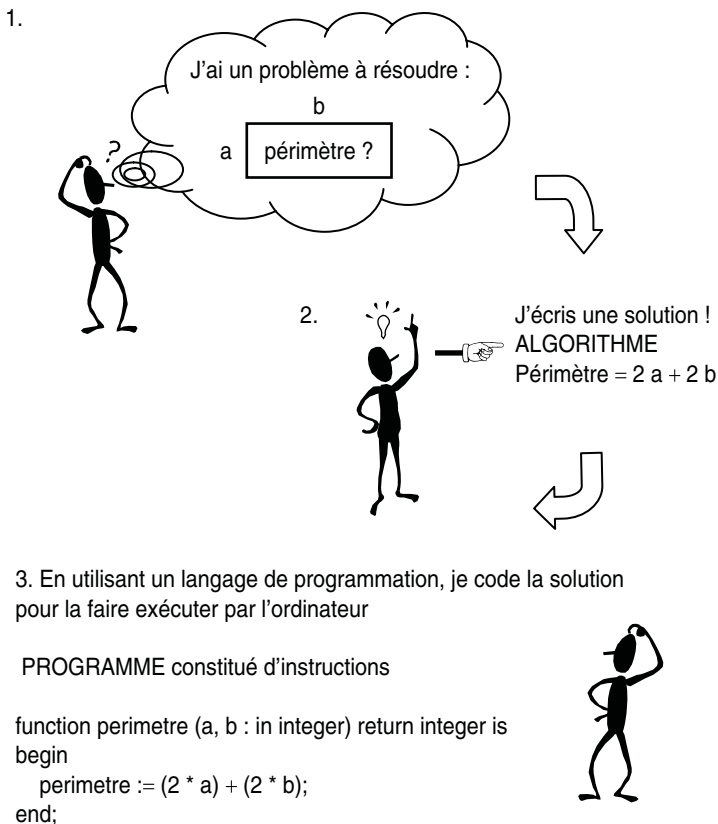 1.
J'ai un problème à résoudre :
b
a
périmètre ?
?
2.
J'écris une solution !
ALGORITHME
Périmètre = 2 a + 2 b
3. En utilisant un langage de programmation, je code la solution
pour la faire exécuter par l'ordinateur
PROGRAMME constitué d'instructions
function perimetre (a, b : in integer) return integer is
begin
perimetre := (2 * a) + (2 * b);
end;